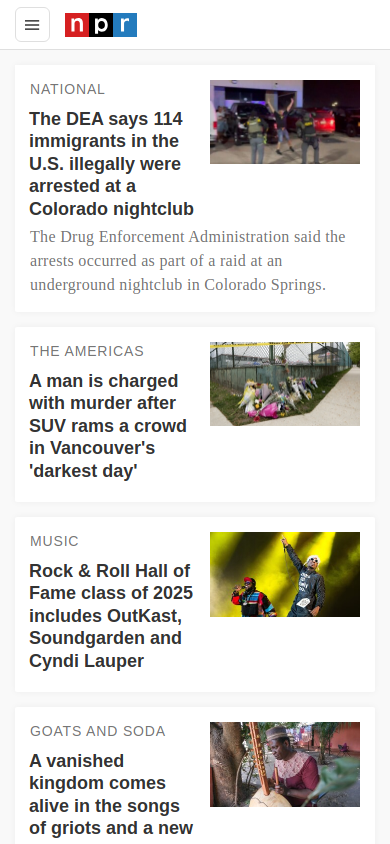 npr
NATIONAL
The DEA says 114
immigrants in the
U.S. illegally were
arrested at a
Colorado nightclub
The Drug Enforcement Administration said the
arrests occurred as part of a raid at an
underground nightclub in Colorado Springs.
THE AMERICAS
A man is charged
with murder after
SUV rams a crowd
in Vancouver's
'darkest day'
MUSIC
Rock & Roll Hall of
Fame class of 2025
includes OutKast,
Soundgarden and
Cyndi Lauper
GOATS AND SODA
A vanished
kingdom comes
alive in the songs
of griots and a new